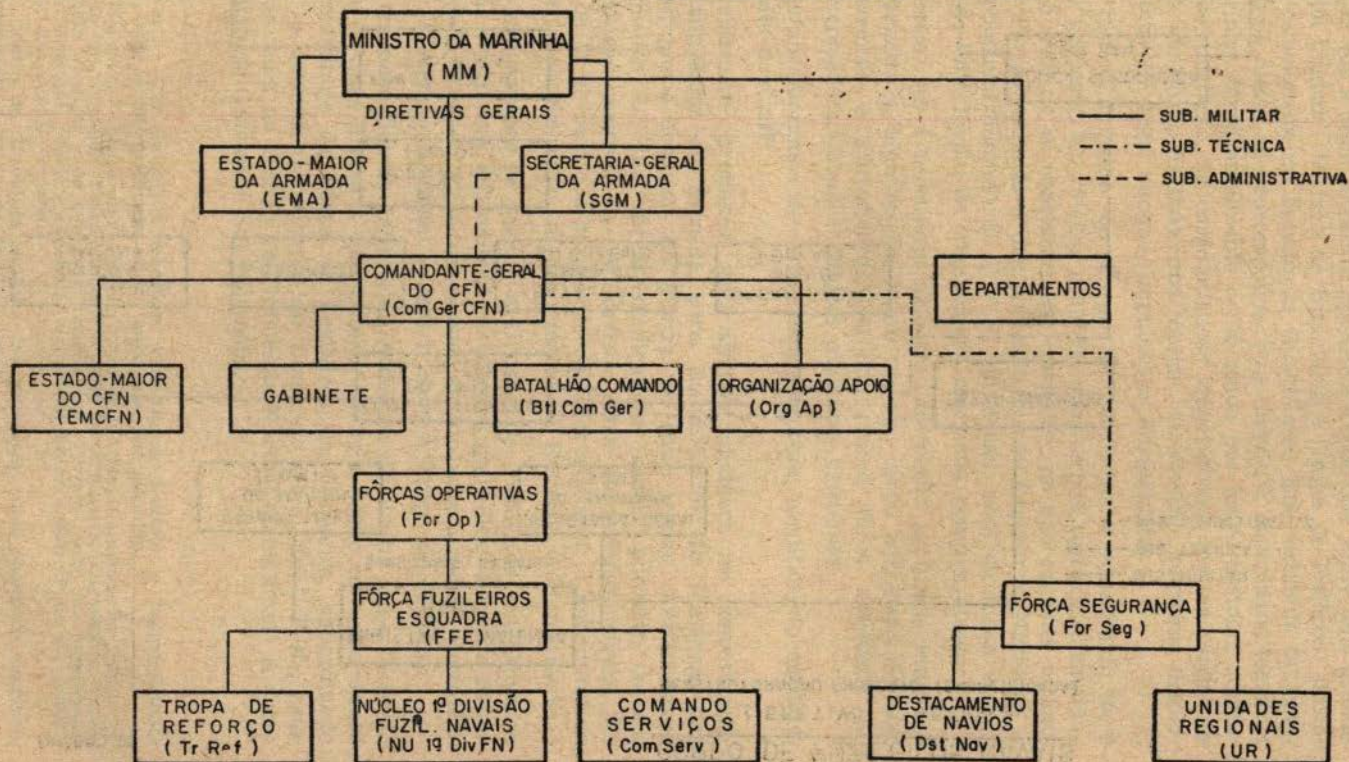 MINISTRO DA MARINHA
( MM )
DIRETIVAS GERAIS
SUB. MILITAR
SUB. TÉCNICA
SUB. ADMINISTRATIVA
ESTADO-MAIOR
DA ARMADA
(EMA)
SECRETARIA-GERAL
DA ARMADA
(SGM)
COMANDANTE-GERAL
DO CFN
(Com Ger CFN)
DEPARTAMENTOS
ESTADO-MAIOR
DO CFN
(EMCFN)
GABINETE
BATALHÃO COMANDO
(Btl Com Ger)
ORGANIZAÇÃO APOIO
(Org Ap)
FÔRÇAS OPERATIVAS
(For Op)
FÔRÇA FUZILEIROS
ESQUADRA
(FFE)
FÔRÇA SEGURANÇA
( For Seg )
TROPA DE
REFORÇO
( Tr Ref )
NÚCLEO 1ª DIVISÃO
FUZIL. NAVAIS
(NU 1ª Div FN)
COMANDO
SERVIÇOS
( Com Serv )
DESTACAMENTO
DE NAVIOS
( Dst Nav )
UNIDADES
REGIONAIS
(UR)